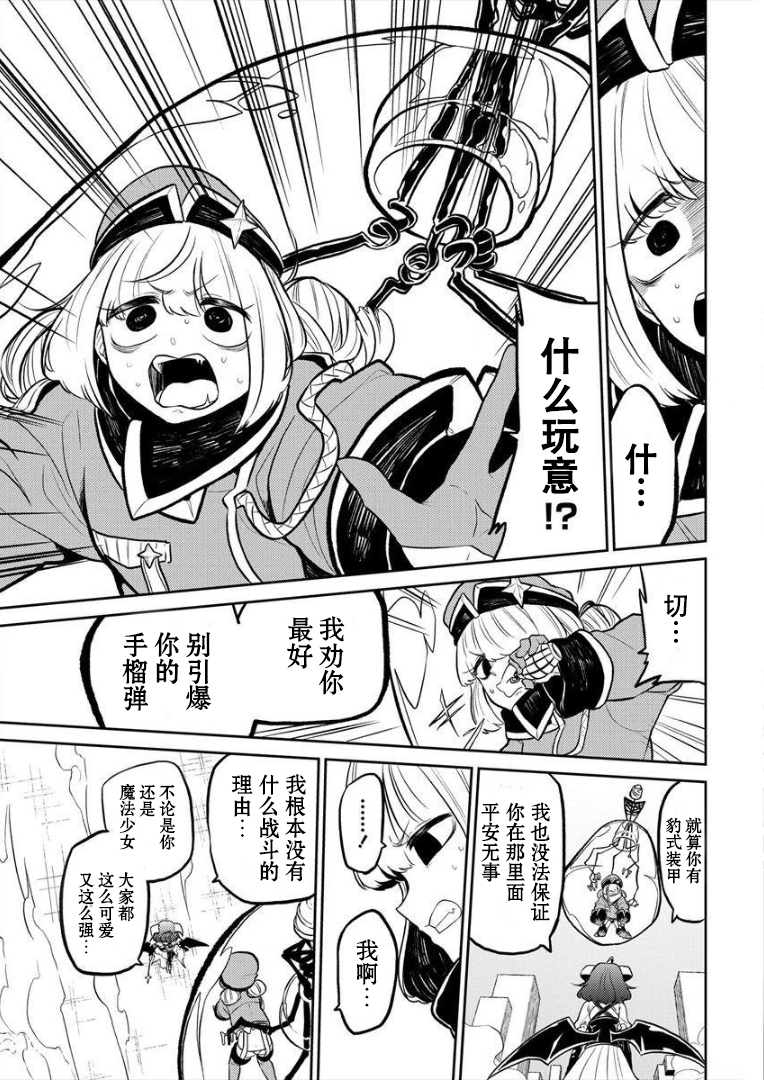 什…
什么玩意!?
切…
我劝你
最好
别引爆
你的
手榴弹
就算你有
豹式装甲
我也没法保证
你在那里面
平安无事
……
我啊…
我根本没有
什么战斗的
理由…
不论是你
还是
魔法少女
大家都
这么可爱
又这么强…